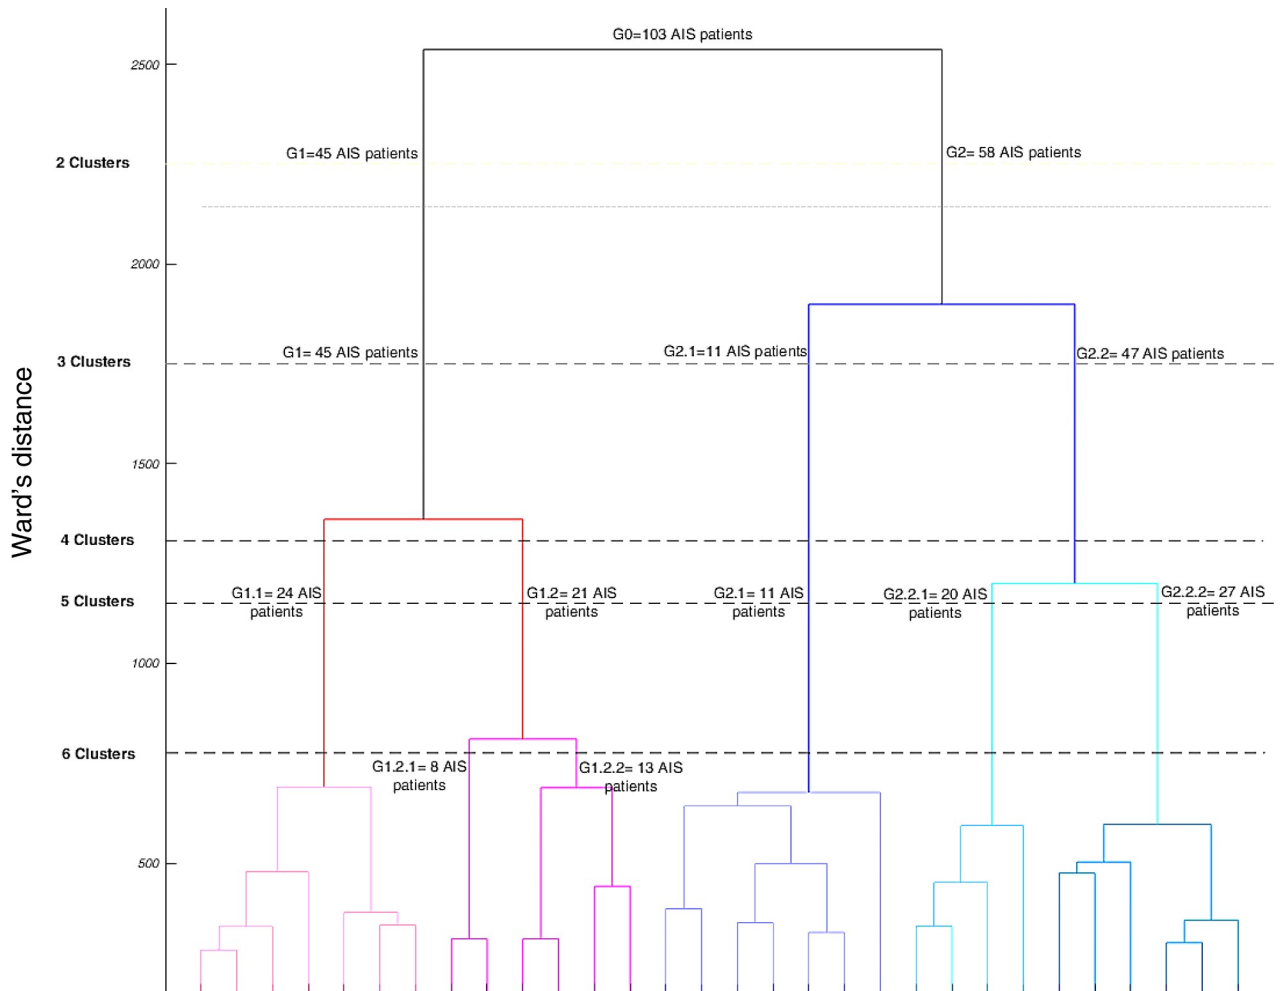 G0=103 AIS patients
2500
G1=45 AIS patients
G2= 58 AIS patients
2 Clusters
2000
G1= 45 AIS patients
G2.1=11 AIS patients
G2.2= 47 AIS patients
3 Clusters
Ward's distance
1500
4 Clusters
G1.1= 24 AIS
patients
G1.2= 21 AIS
patients
G2.1= 11 AIS
patients
G2.2.1= 20 AIS
patients
G2.2.2= 27 AIS
patients
5 Clusters
1000
6 Clusters
G1.2.1= 8 AIS
patients
G1.2.2= 13 AIS
patients
500